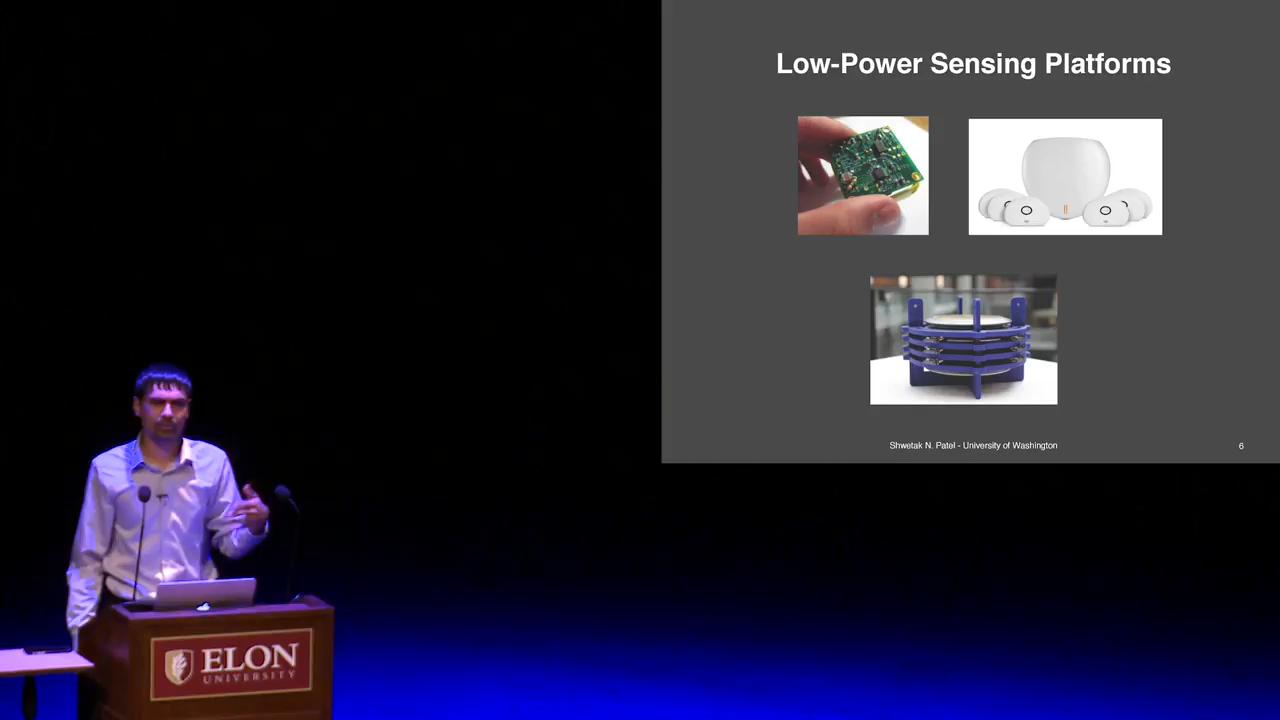 Low-Power Sensing Platforms
Shwetak N. Patel - University of Washington
6
ELON
UNIVERSITY